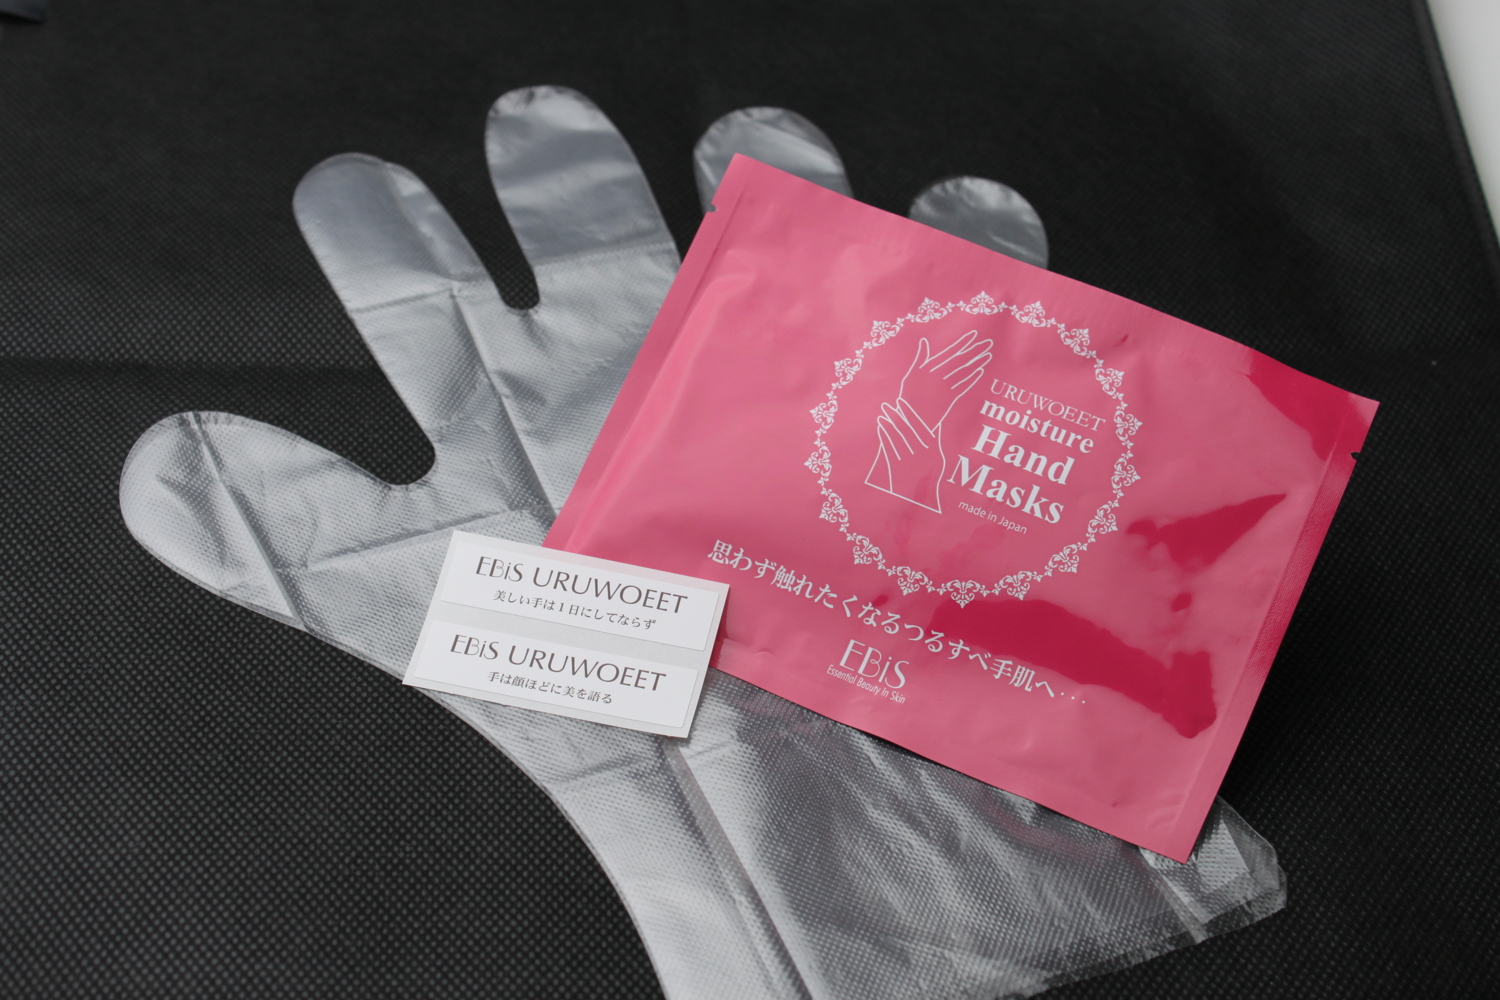 URUWOEET
moisture
Hand
Masks
made in Japan
思わず触れたくなるつるすべ手肌へ・・・
EBiS
Essential Beauty In Skin
EBiS URUWOEET
美しい手は1日にしてならず
EBiS URUWOEET
手は顔ほどに美を語る